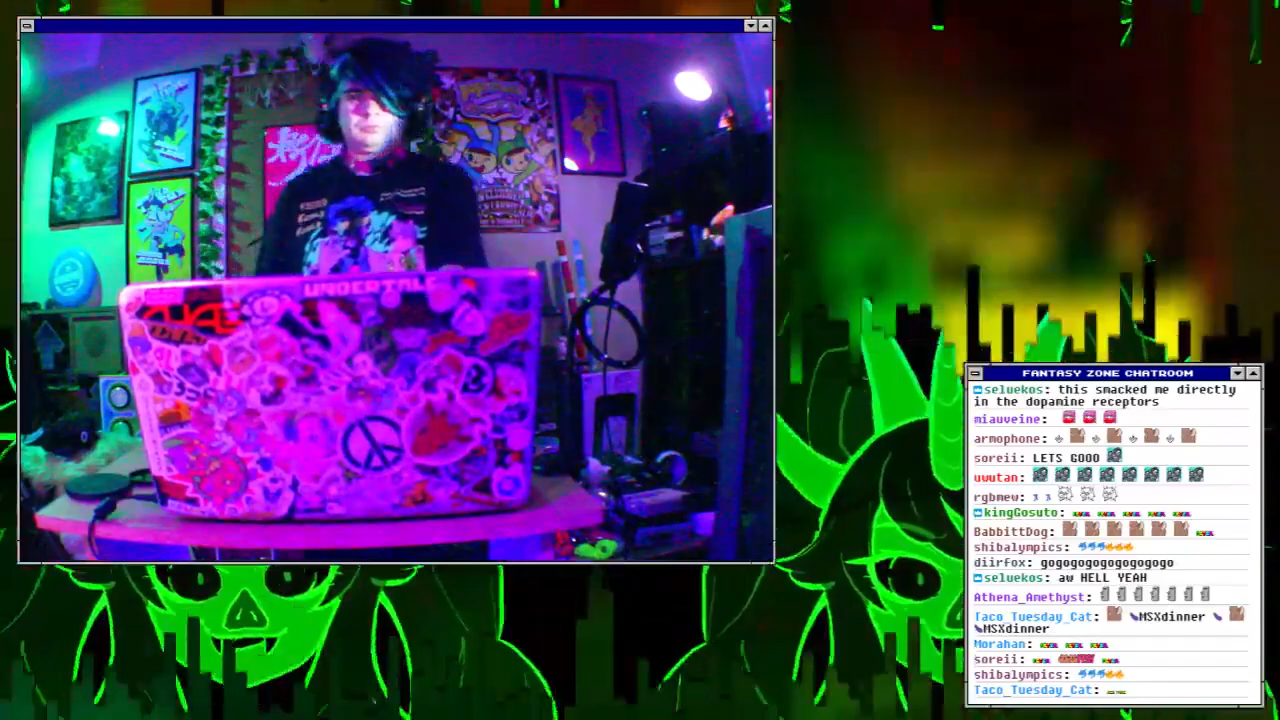 UNDERTALE
FANTASY ZONE CHATROOM
seluekos: this smacked me directly
in the dopamine receptors
miauveine:
armophone:
soreii: LETS GOOO
uwutan:
rgbmew:
kingGosuto:
BabbittDog:
shibalympics:
diirFox: gogogogogogogogogo
seluekos: aw HELL YEAH
Athena_Amethyst:
Taco_Tuesday_Cat: MSXdinner
MSXdinner
Morahan:
soreii:
shibalympics:
Taco_Tuesday_Cat: